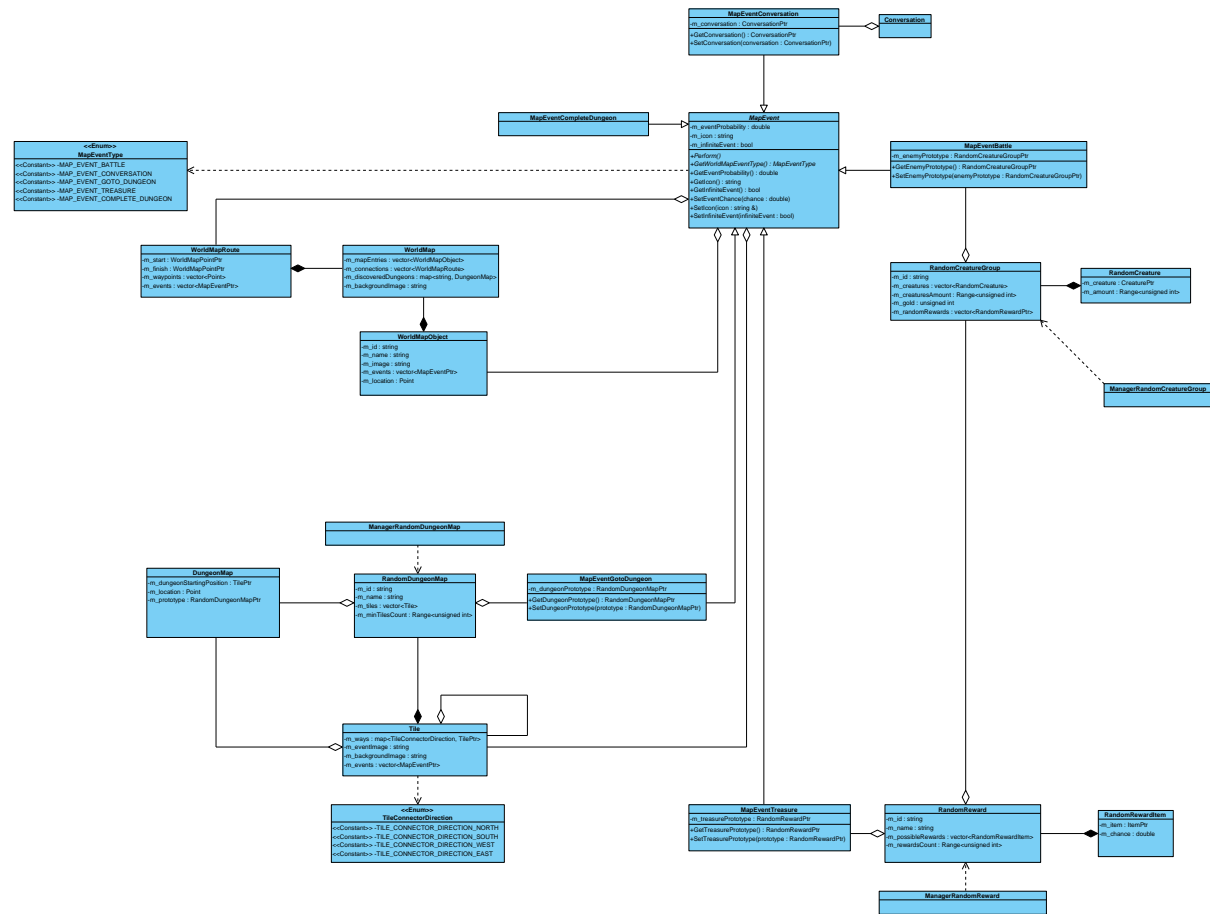 MapEventConversation
-m_conversation : ConversationPtr
+GetConversation() : ConversationPtr
+SetConversation(conversation : ConversationPtr)
Conversation
MapEventCompleteDungeon
MapEvent
-m_eventProbability : double
-m_icon : string
-m_infiniteEvent : bool
+Perform()
+GetWorldMapEventType() : MapEventType
+GetEventProbability() : double
+GetIcon() : string
+GetInfiniteEvent() : bool
+SetEventChance(chance : double)
+SetIcon(icon : string &)
+SetInfiniteEvent(infiniteEvent : bool)
<<Enum>>
MapEventType
<<Constant>> -MAP_EVENT_BATTLE
<<Constant>> -MAP_EVENT_CONVERSATION
<<Constant>> -MAP_EVENT_GOTO_DUNGEON
<<Constant>> -MAP_EVENT_TREASURE
<<Constant>> -MAP_EVENT_COMPLETE_DUNGEON
MapEventBattle
-m_enemyPrototype : RandomCreatureGroupPtr
+GetEnemyPrototype() : RandomCreatureGroupPtr
+SetEnemyPrototype(enemyPrototype : RandomCreatureGroupPtr)
WorldMapRoute
-m_start : WorldMapPointPtr
-m_finish : WorldMapPointPtr
-m_waypoints : vector<Point>
-m_events : vector<MapEventPtr>
WorldMap
-m_mapEntries : vector<WorldMapObject>
-m_connections : vector<WorldMapRoute>
-m_discoveredDungeons : map<string, DungeonMap>
-m_backgroundImage : string
RandomCreatureGroup
-m_id : string
-m_creatures : vector<RandomCreature>
-m_creaturesAmount : Range<unsigned int>
-m_gold : unsigned int
-m_randomRewards : vector<RandomRewardPtr>
RandomCreature
-m_creature : CreaturePtr
-m_amount : Range<unsigned int>
WorldMapObject
-m_id : string
-m_name : string
-m_image : string
-m_events : vector<MapEventPtr>
-m_location : Point
ManagerRandomCreatureGroup
ManagerRandomDungeonMap
DungeonMap
-m_dungeonStartingPosition : TilePtr
-m_location : Point
-m_prototype : RandomDungeonMapPtr
RandomDungeonMap
-m_id : string
-m_name : string
-m_tiles : vector<Tile>
-m_minTilesCount : Range<unsigned int>
MapEventGotoDungeon
-m_dungeonPrototype : RandomDungeonMapPtr
+GetDungeonPrototype() : RandomDungeonMapPtr
+SetDungeonPrototype(prototype : RandomDungeonMapPtr)
Tile
-m_ways : map<TileConnectorDirection, TilePtr>
-m_eventImage : string
-m_backgroundImage : string
-m_events : vector<MapEventPtr>
<<Enum>>
TileConnectorDirection
<<Constant>> -TILE_CONNECTOR_DIRECTION_NORTH
<<Constant>> -TILE_CONNECTOR_DIRECTION_SOUTH
<<Constant>> -TILE_CONNECTOR_DIRECTION_WEST
<<Constant>> -TILE_CONNECTOR_DIRECTION_EAST
MapEventTreasure
-m_treasurePrototype : RandomRewardPtr
+GetTreasurePrototype() : RandomRewardPtr
+SetTreasurePrototype(prototype : RandomRewardPtr)
RandomReward
-m_id : string
-m_name : string
-m_possibleRewards : vector<RandomRewardItem>
-m_rewardsCount : Range<unsigned int>
RandomRewardItem
-m_item : ItemPtr
-m_chance : double
ManagerRandomReward